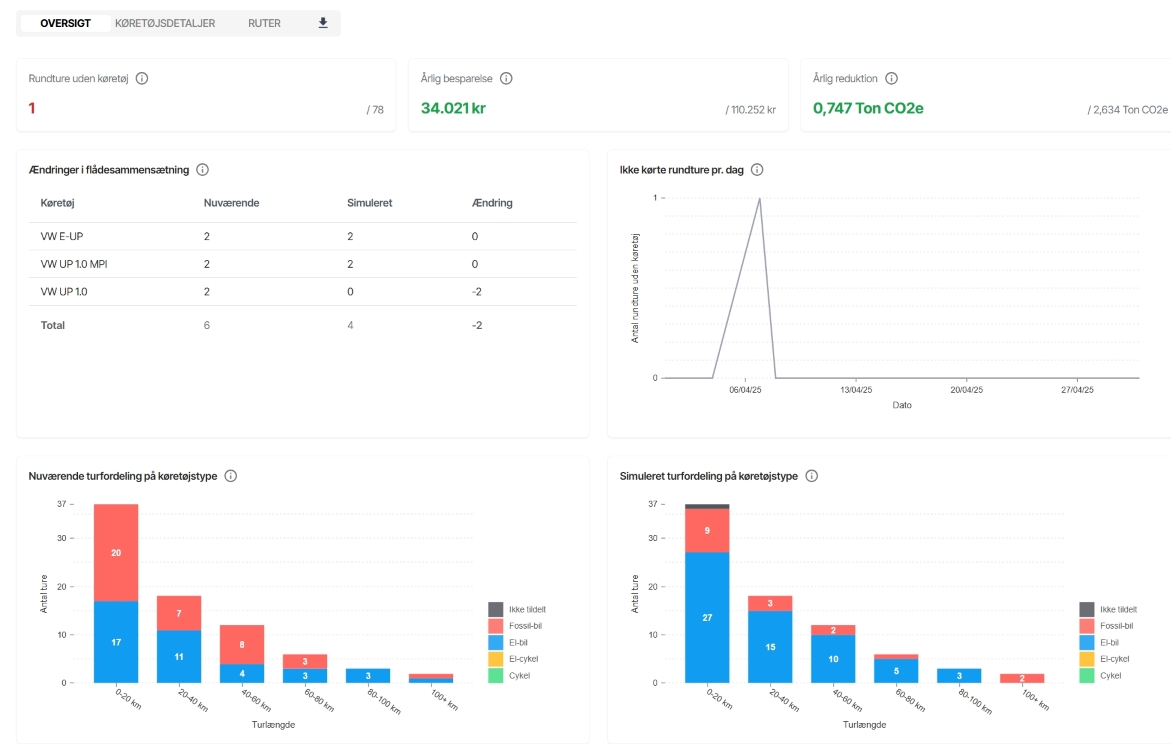 OVERSIGT KØRETØJSDETALJER RUTER
Rundture uden køretøj
1 / 78
Årlig besparelse
34.021 kr / 110.252 kr
Årlig reduktion
0,747 Ton CO2e / 2,634 Ton CO2e
Ændringer i flådesammensætning
Køretøj Nuværende Simuleret Ændring
VW E-UP 2 2 0
VW UP 1.0 MPI 2 2 0
VW UP 1.0 2 0 -2
Total 6 4 -2
Ikke kørte rundture pr. dag
Antal rundture uden køretøj
1
0
06/04/25 13/04/25 20/04/25 27/04/25
Dato
Nuværende turfordeling på køretøjstype
Antal ture
37
30
20
10
0
20
17
7
11
8
4
3
3
3
0-20 km 20-40 km 40-60 km 60-80 km 80-100 km 100+ km
Turlængde
Ikke tildelt
Fossil-bil
El-bil
El-cykel
Cykel
Simuleret turfordeling på køretøjstype
Antal ture
37
30
20
10
0
9
27
3
15
2
10
5
3
2
0-20 km 20-40 km 40-60 km 60-80 km 80-100 km 100+ km
Turlængde
Ikke tildelt
Fossil-bil
El-bil
El-cykel
Cykel